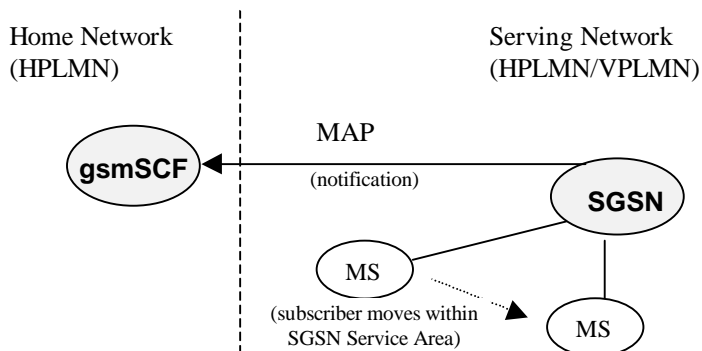 Home Network
(HPLMN)
Serving Network
(HPLMN/VPLMN)
MAP
gsmSCF
(notification)
SGSN
MS
(subscriber moves within
SGSN Service Area)
MS